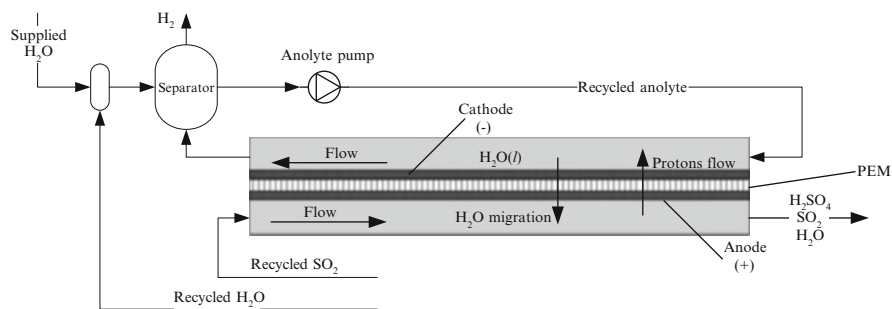 H₂
Supplied
H₂O
Separator
Anolyte pump
Recycled anolyte
Cathode
(-)
Flow
H₂O(l)
Protons flow
PEM
Flow
H₂O migration
H₂SO₄
SO₂
H₂O
Anode
(+)
Recycled SO₂
Recycled H₂O